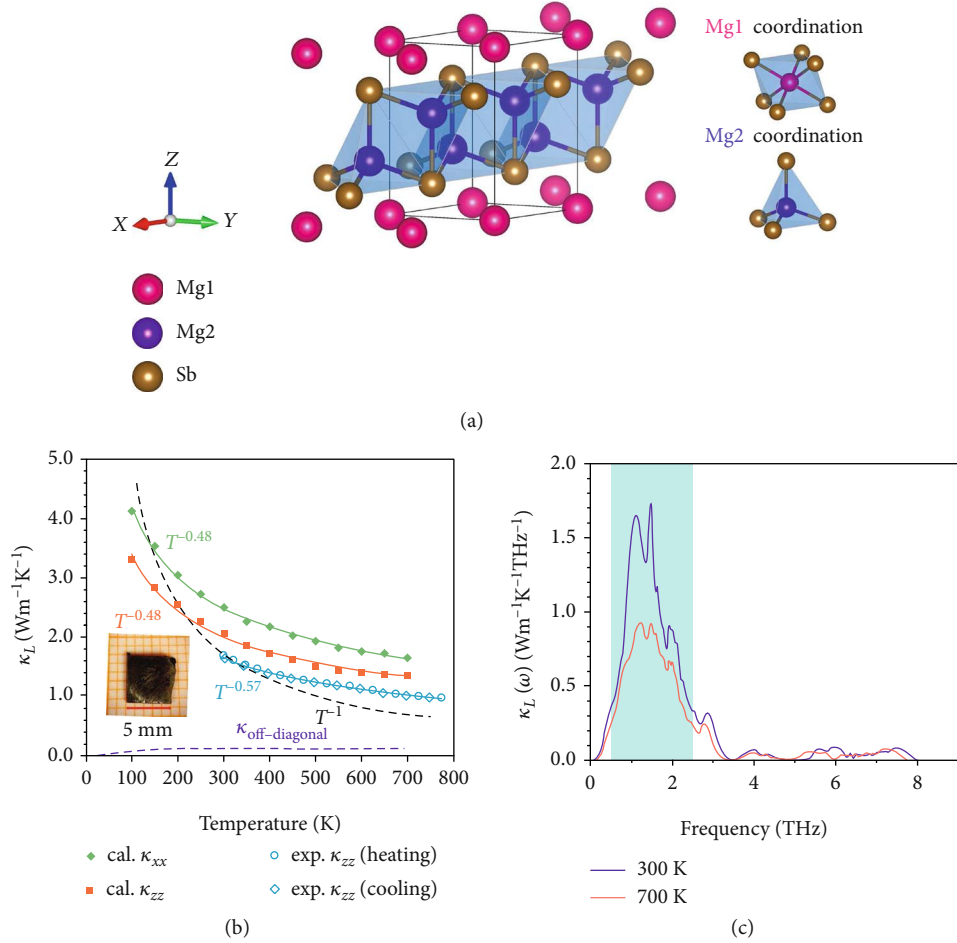 Mg1 coordination
Mg2 coordination
Z
X
Y
Mg1
Mg2
Sb
(a)
κL (Wm−1K−1)
5.0
4.0
3.0
2.0
1.0
0.0
T−0.48
T−0.48
T−0.57
T−1
5 mm
κoff–diagonal
0
100
200
300
400
500
600
700
800
Temperature (K)
cal. κxx
exp. κzz (heating)
cal. κzz
exp. κzz (cooling)
(b)
κL (ω) (Wm−1K−1THz−1)
2.0
1.5
1.0
0.5
0.0
0
2
4
6
8
Frequency (THz)
300 K
700 K
(c)